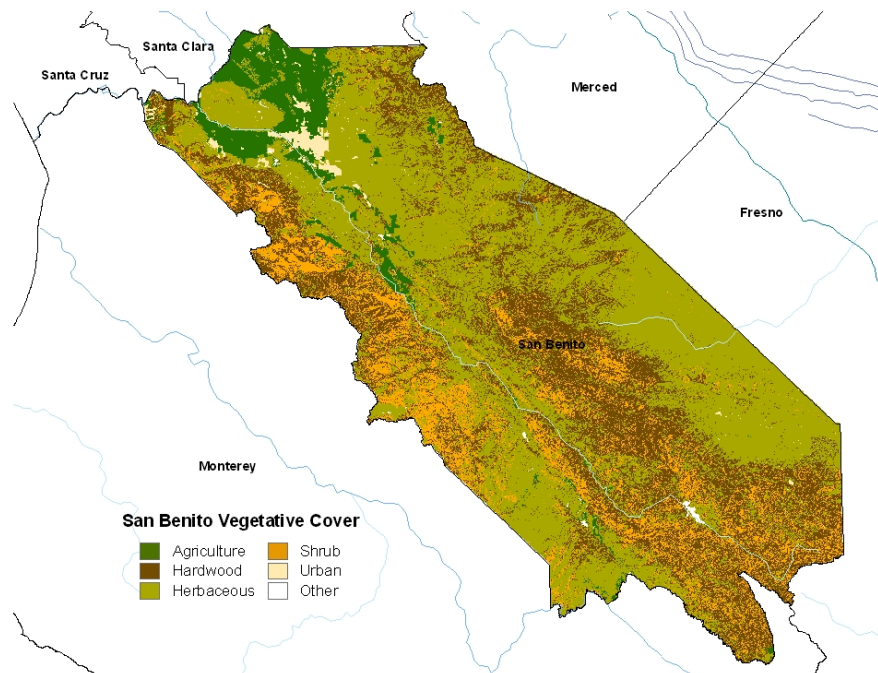 Santa Clara
Santa Cruz
Merced
Fresno
San Benito
Monterey
San Benito Vegetative Cover
Agriculture
Shrub
Hardwood
Urban
Herbaceous
Other